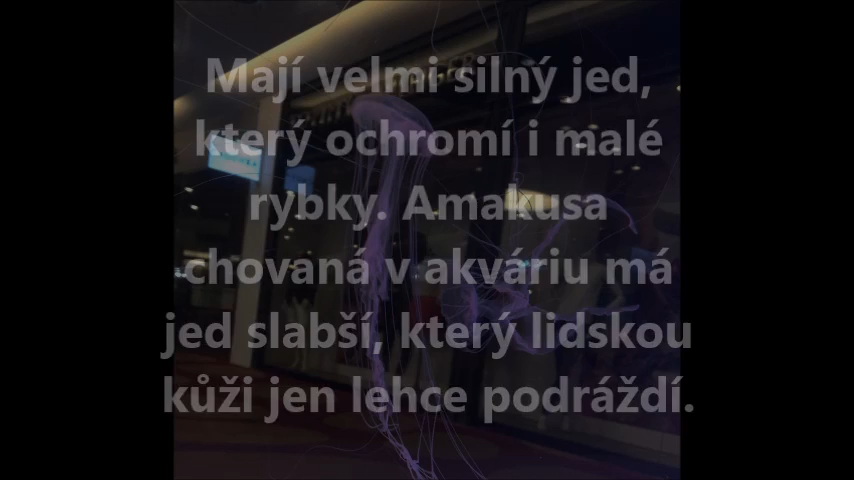 Mají velmi silný jed,
který ochromí i malé
rybky. Amakusa
chovaná v akváriu má
jed slabší, který lidskou
kůži jen lehce podráždí.